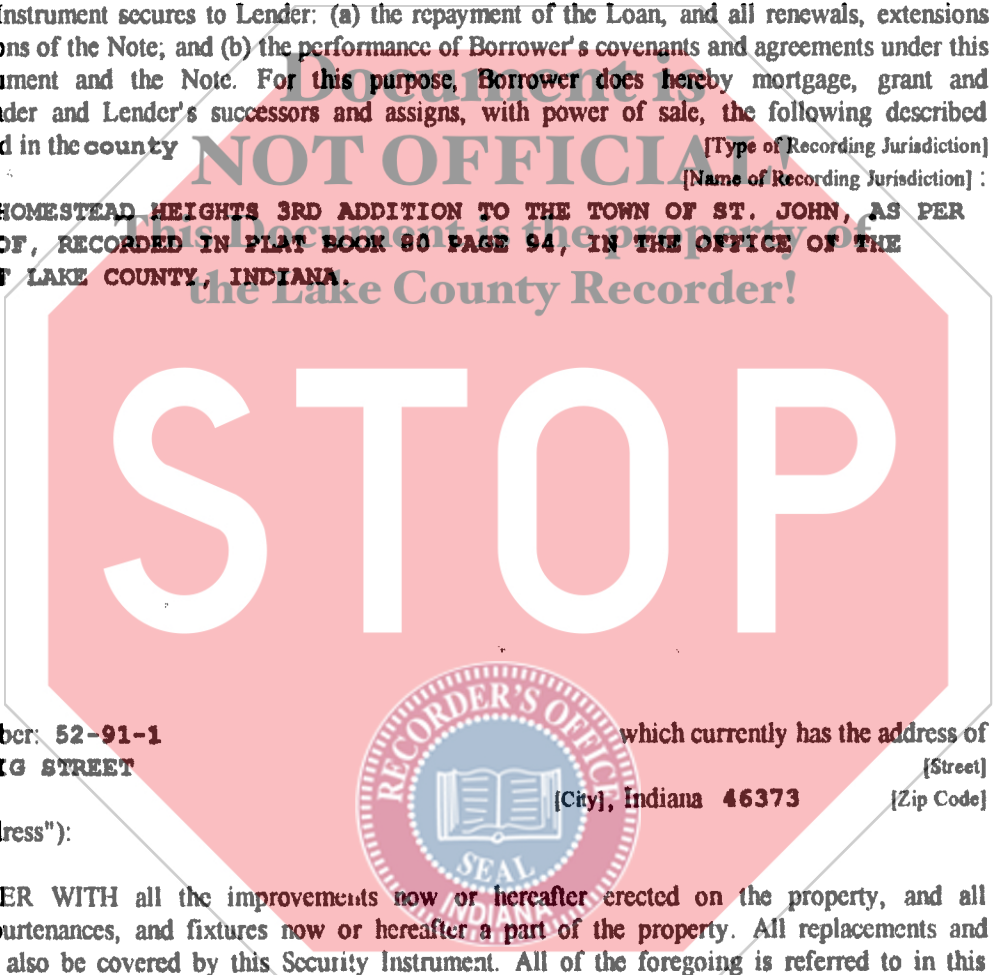 Instrument secures to Lender: (a) the repayment of the Loan, and all renewals, extensions
ons of the Note; and (b) the performance of Borrower's covenants and agreements under this
ument and the Note. For this purpose, Borrower does hereby mortgage, grant and
Document is
der and Lender's successors and assigns, with power of sale, the following described
d in the county [Type of Recording Jurisdiction]
NOT OFFICIAL!
[Name of Recording Jurisdiction] :
HOMESTEAD HEIGHTS 3RD ADDITION TO THE TOWN OF ST. JOHN, AS PER
This Document is the property of
OF, RECORDED IN PLAT BOOK 80 PAGE 94, IN THE OFFICE OF THE
F LAKE COUNTY, INDIANA.
the Lake County Recorder!
STOP
ber: 52-91-1 which currently has the address of
IG STREET [Street]
[City], Indiana 46373 [Zip Code]
ress"):
RECORDER'S OFFICE
SEAL
INDIANA
ER WITH all the improvements now or hereafter erected on the property, and all
urtenances, and fixtures now or hereafter a part of the property. All replacements and
also be covered by this Security Instrument. All of the foregoing is referred to in this